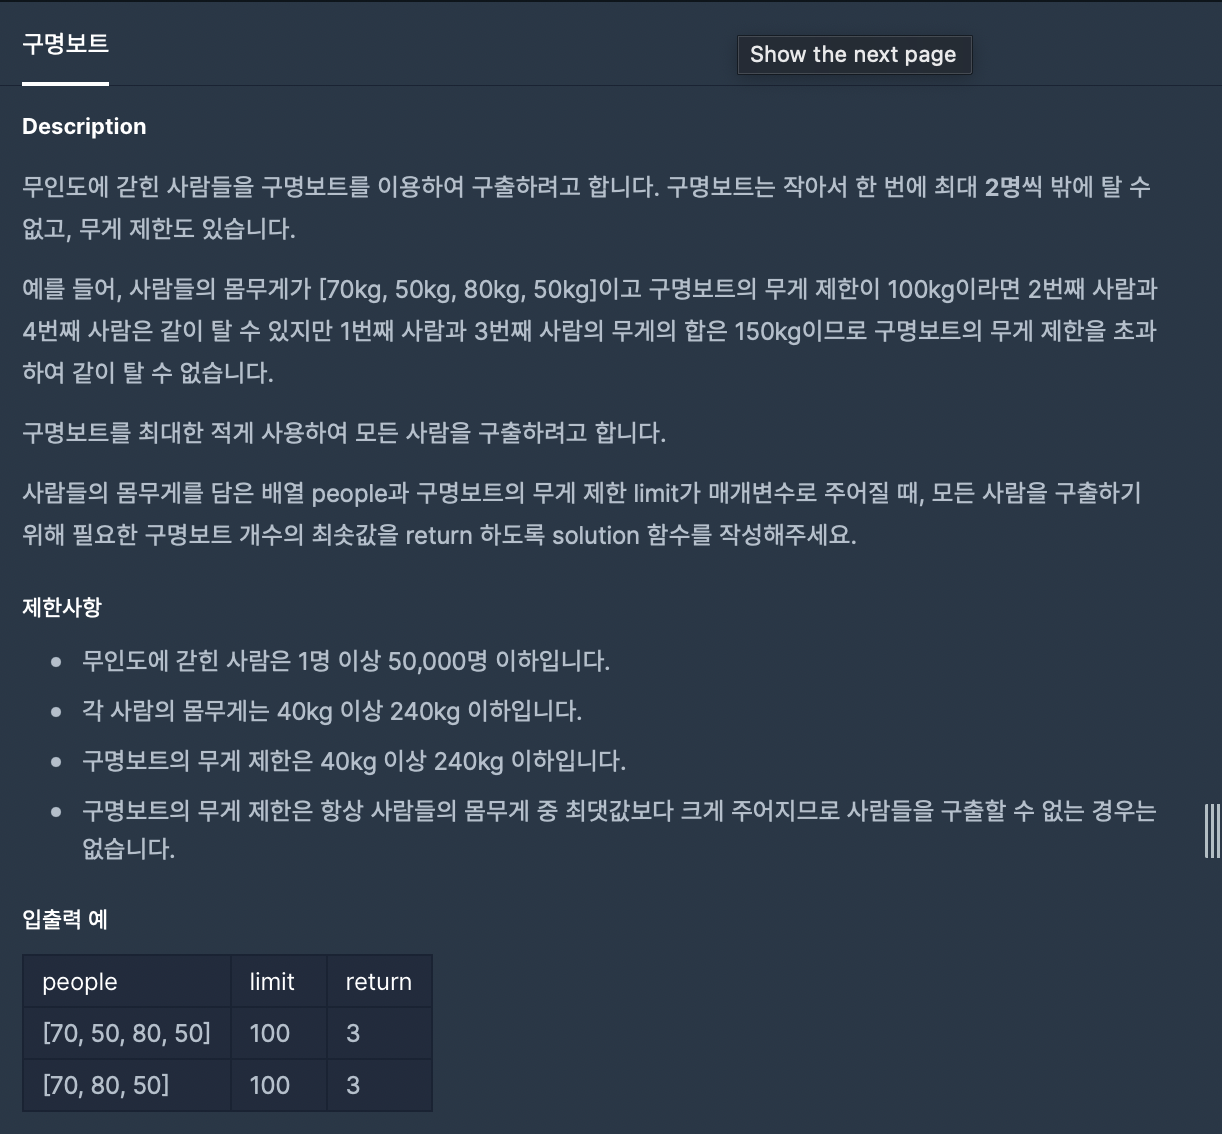 구명보트
Show the next page
Description
무인도에 갇힌 사람들을 구명보트를 이용하여 구출하려고 합니다. 구명보트는 작아서 한 번에 최대 2명씩 밖에 탈 수
없고, 무게 제한도 있습니다.
예를 들어, 사람들의 몸무게가 [70kg, 50kg, 80kg, 50kg]이고 구명보트의 무게 제한이 100kg이라면 2번째 사람과
4번째 사람은 같이 탈 수 있지만 1번째 사람과 3번째 사람의 무게의 합은 150kg이므로 구명보트의 무게 제한을 초과
하여 같이 탈 수 없습니다.
구명보트를 최대한 적게 사용하여 모든 사람을 구출하려고 합니다.
사람들의 몸무게를 담은 배열 people과 구명보트의 무게 제한 limit가 매개변수로 주어질 때, 모든 사람을 구출하기
위해 필요한 구명보트 개수의 최솟값을 return 하도록 solution 함수를 작성해주세요.
제한사항
무인도에 갇힌 사람은 1명 이상 50,000명 이하입니다.
각 사람의 몸무게는 40kg 이상 240kg 이하입니다.
구명보트의 무게 제한은 40kg 이상 240kg 이하입니다.
구명보트의 무게 제한은 항상 사람들의 몸무게 중 최댓값보다 크게 주어지므로 사람들을 구출할 수 없는 경우는
없습니다.
입출력 예
people limit return
[70, 50, 80, 50] 100 3
[70, 80, 50] 100 3